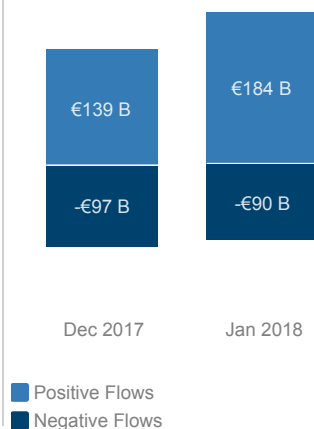 €139 B
€184 B
-€97 B
-€90 B
Dec 2017
Jan 2018
Positive Flows
Negative Flows